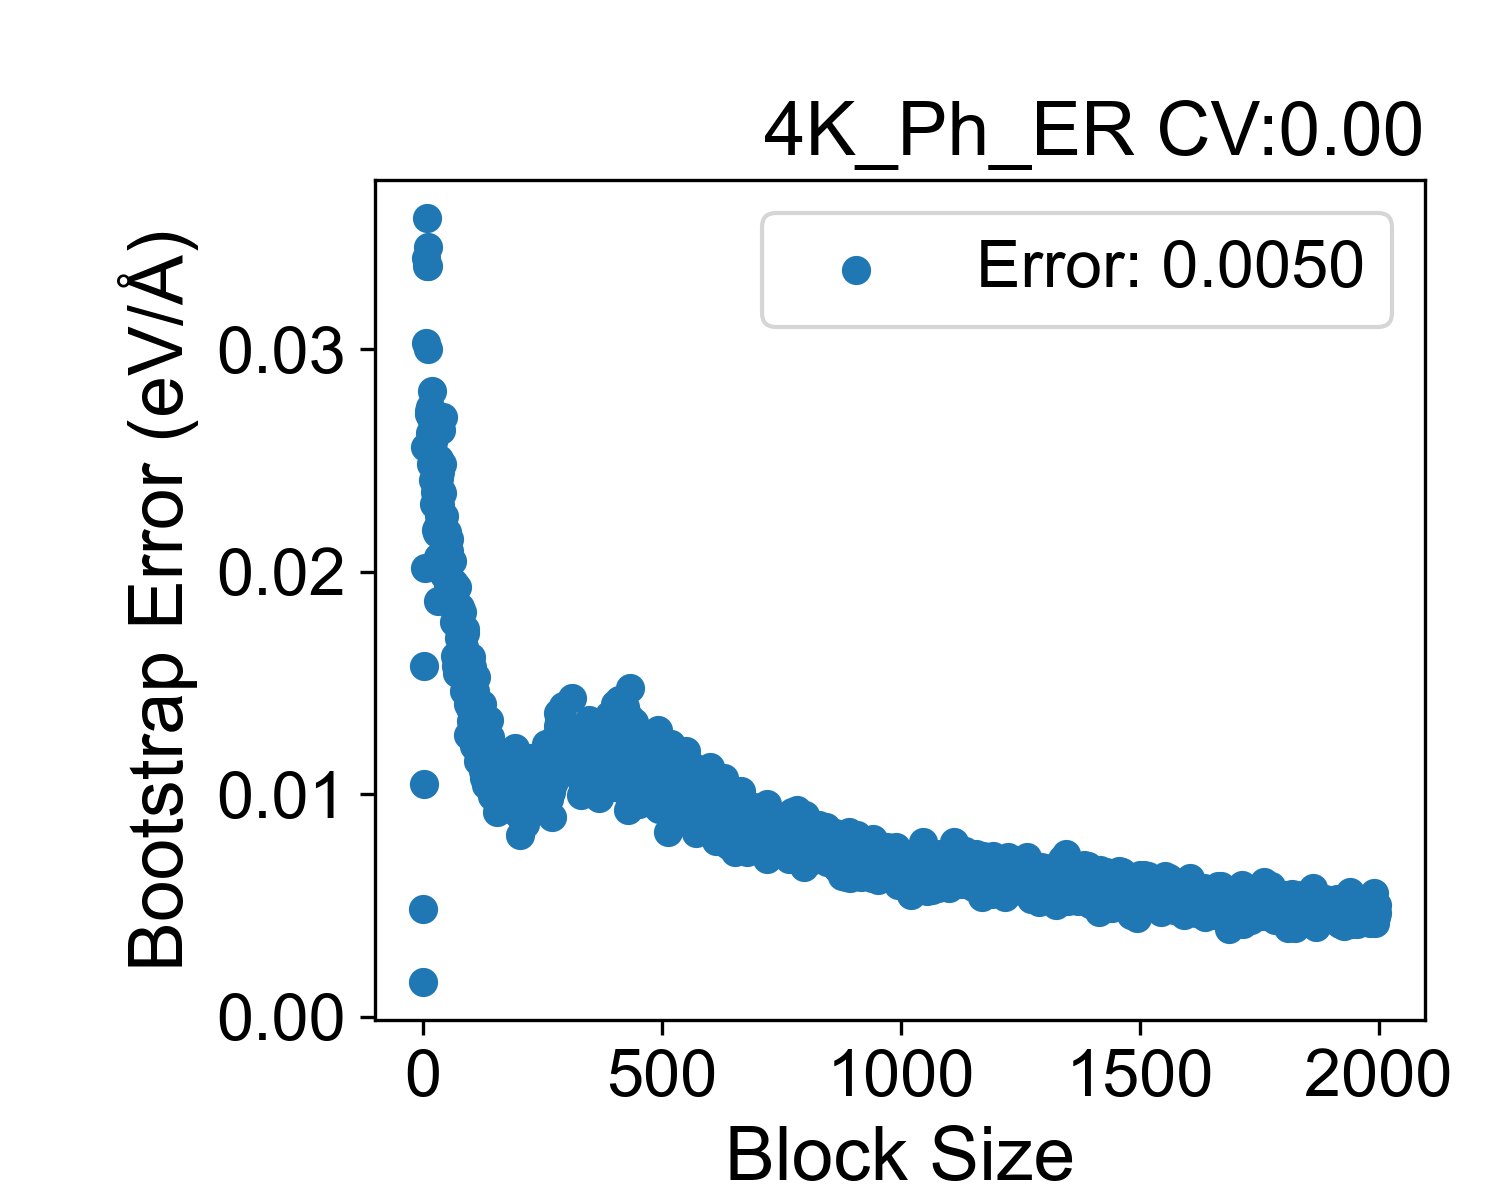 4K_Ph_ER CV:0.00
Error: 0.0050
Bootstrap Error (eV/Å)
0.03
0.02
0.01
0.00
0 500 1000 1500 2000
Block Size